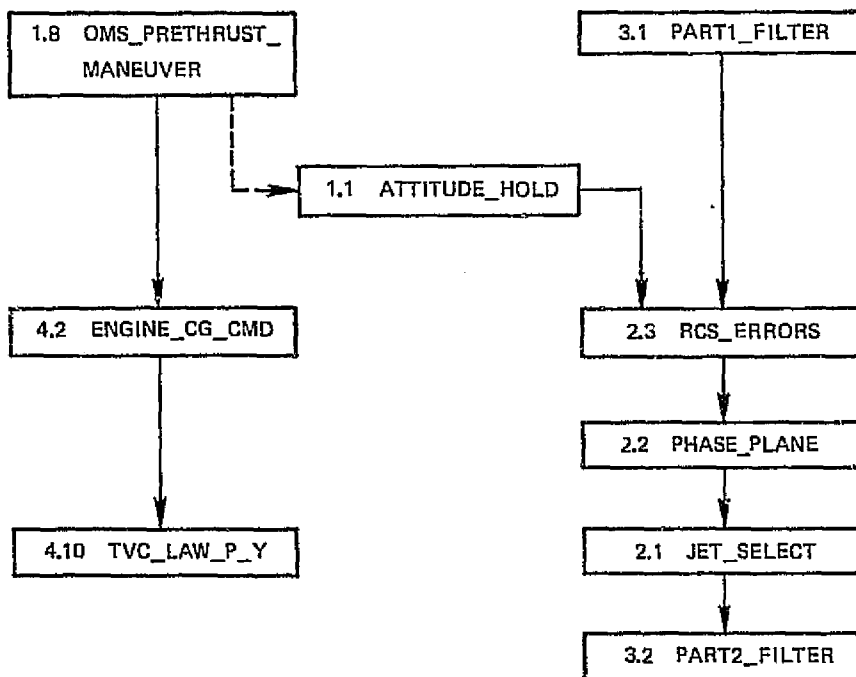 1.8 OMS_PRETHRUST_
MANEUVER
3.1 PART1_FILTER
1.1 ATTITUDE_HOLD
4.2 ENGINE_CG_CMD
2.3 RCS_ERRORS
2.2 PHASE_PLANE
4.10 TVC_LAW_P_Y
2.1 JET_SELECT
3.2 PART2_FILTER